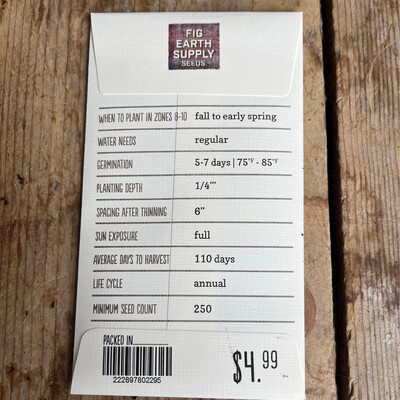 FIG
EARTH
SUPPLY
SEEDS
WHEN TO PLANT IN ZONES 8-10 fall to early spring
WATER NEEDS regular
GERMINATION 5-7 days | 75°F - 85°F
PLANTING DEPTH 1/4"'
SPACING AFTER THINNING 6"
SUN EXPOSURE full
AVERAGE DAYS TO HARVEST 110 days
LIFE CYCLE annual
MINIMUM SEED COUNT 250
PACKED IN
222897802295
$4.99